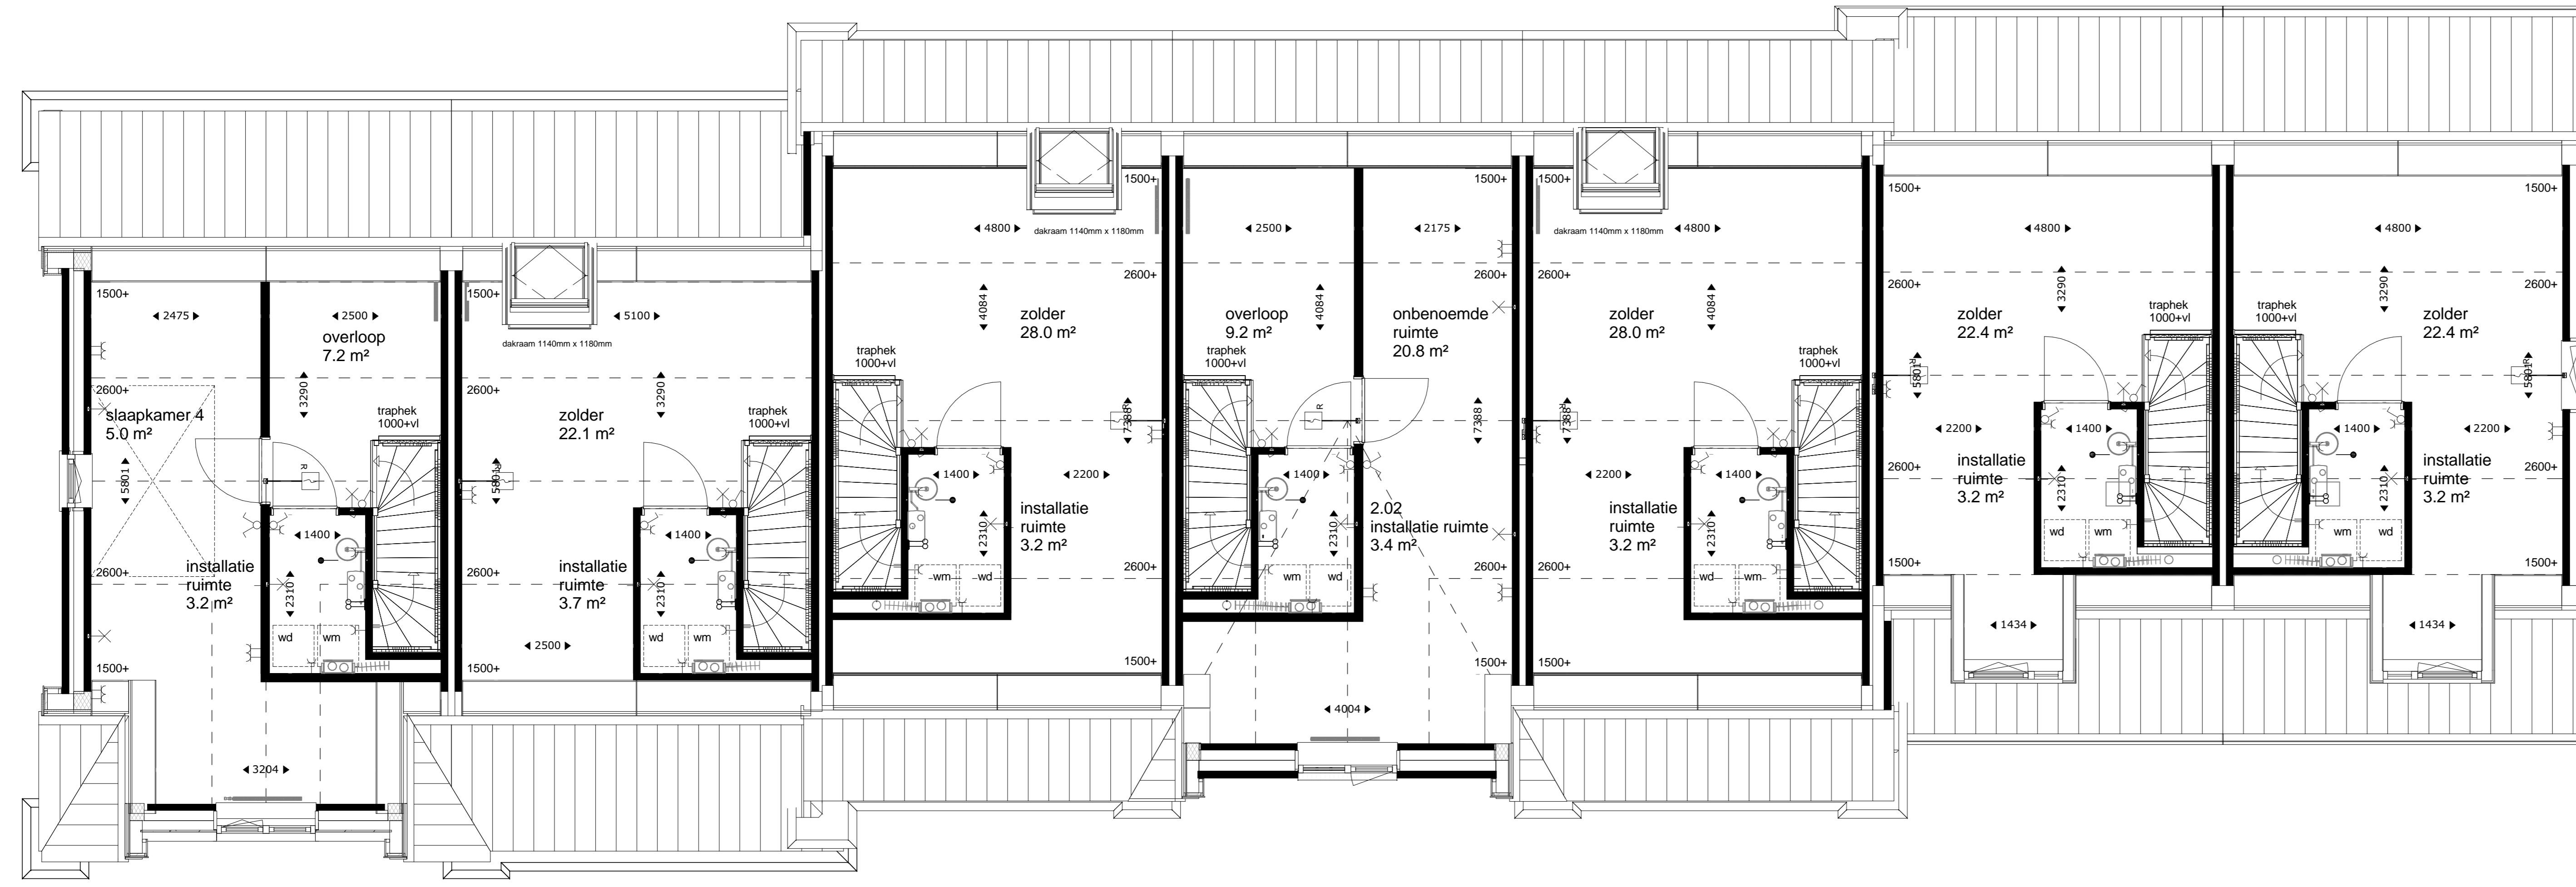 1500+
2475
2500
overloop
7.2 m²
3290
2600+
slaapkamer 4
5.0 m²
traphek
1000+vl
5801
R
1400
installatie
ruimte
3.2 m²
2600+
2310
wd
wm
1500+
3204
1500+
5100
dakraam 1140mm x 1180mm
3290
2600+
zolder
22.1 m²
traphek
1000+vl
5801
R
1400
installatie
ruimte
3.7 m²
2600+
2310
wd
wm
2500
1500+
1500+
4800
dakraam 1140mm x 1180mm
2600+
4084
zolder
28.0 m²
traphek
1000+vl
7388
R
1400
2200
installatie
ruimte
3.2 m²
2310
2600+
wm
wd
1500+
1500+
2500
2175
2600+
4084
overloop
9.2 m²
onbenoemde
ruimte
20.8 m²
traphek
1000+vl
R
7388
1400
2.02
installatie ruimte
3.4 m²
2310
2600+
wm
wd
1500+
4004
1500+
dakraam 1140mm x 1180mm
4800
2600+
4084
zolder
28.0 m²
traphek
1000+vl
7388
R
2200
1400
installatie
ruimte
3.2 m²
2310
2600+
wd
wm
1500+
1500+
4800
2600+
3290
zolder
22.4 m²
traphek
1000+vl
5801
R
2200
1400
installatie
ruimte
3.2 m²
2600+
2310
wd
wm
1500+
1434
1500+
4800
2600+
3290
traphek
1000+vl
zolder
22.4 m²
5801
R
1400
2200
installatie
ruimte
3.2 m²
2600+
2310
wm
wd
1500+
1434